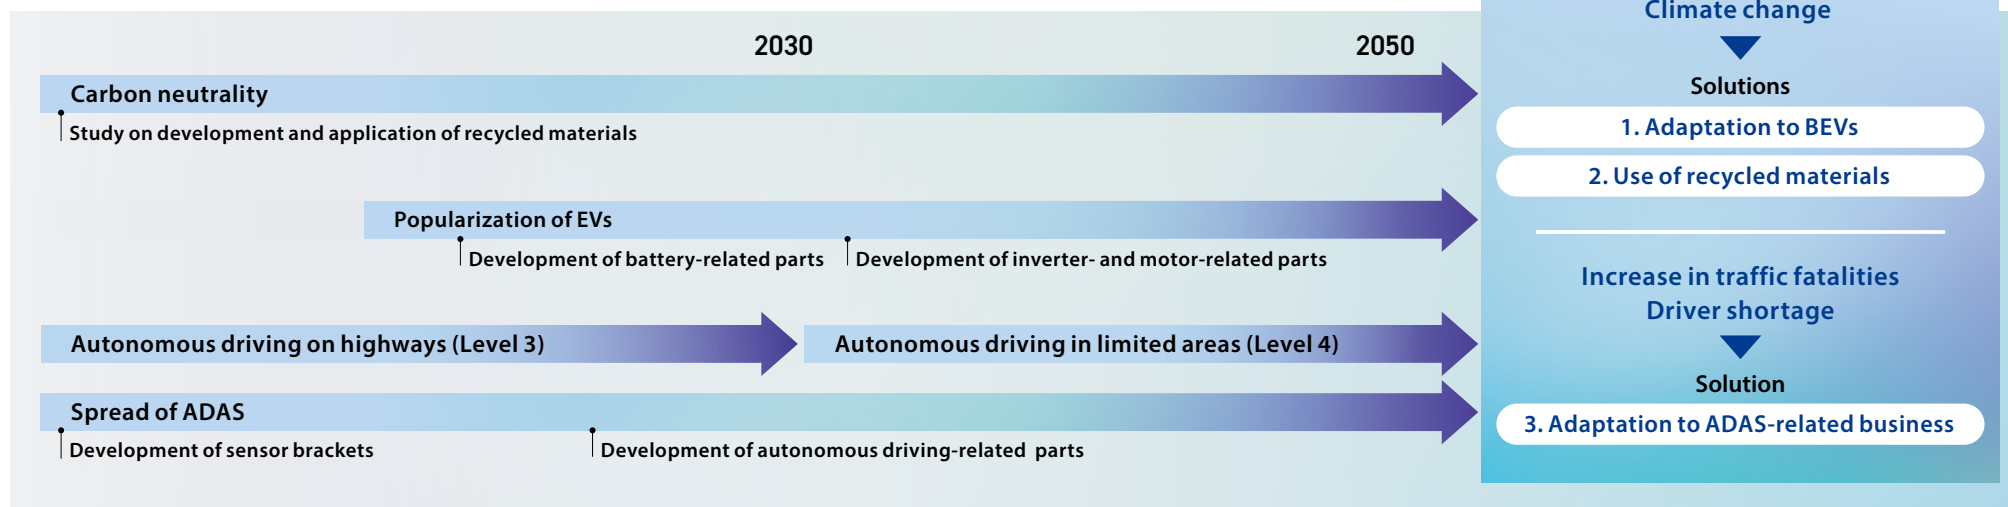 2030
2050
Carbon neutrality
Study on development and application of recycled materials
Popularization of EVs
Development of battery-related parts
Development of inverter- and motor-related parts
Autonomous driving on highways (Level 3)
Autonomous driving in limited areas (Level 4)
Spread of ADAS
Development of sensor brackets
Development of autonomous driving-related parts
Climate change
Solutions
1. Adaptation to BEVs
2. Use of recycled materials
Increase in traffic fatalities
Driver shortage
Solution
3. Adaptation to ADAS-related business